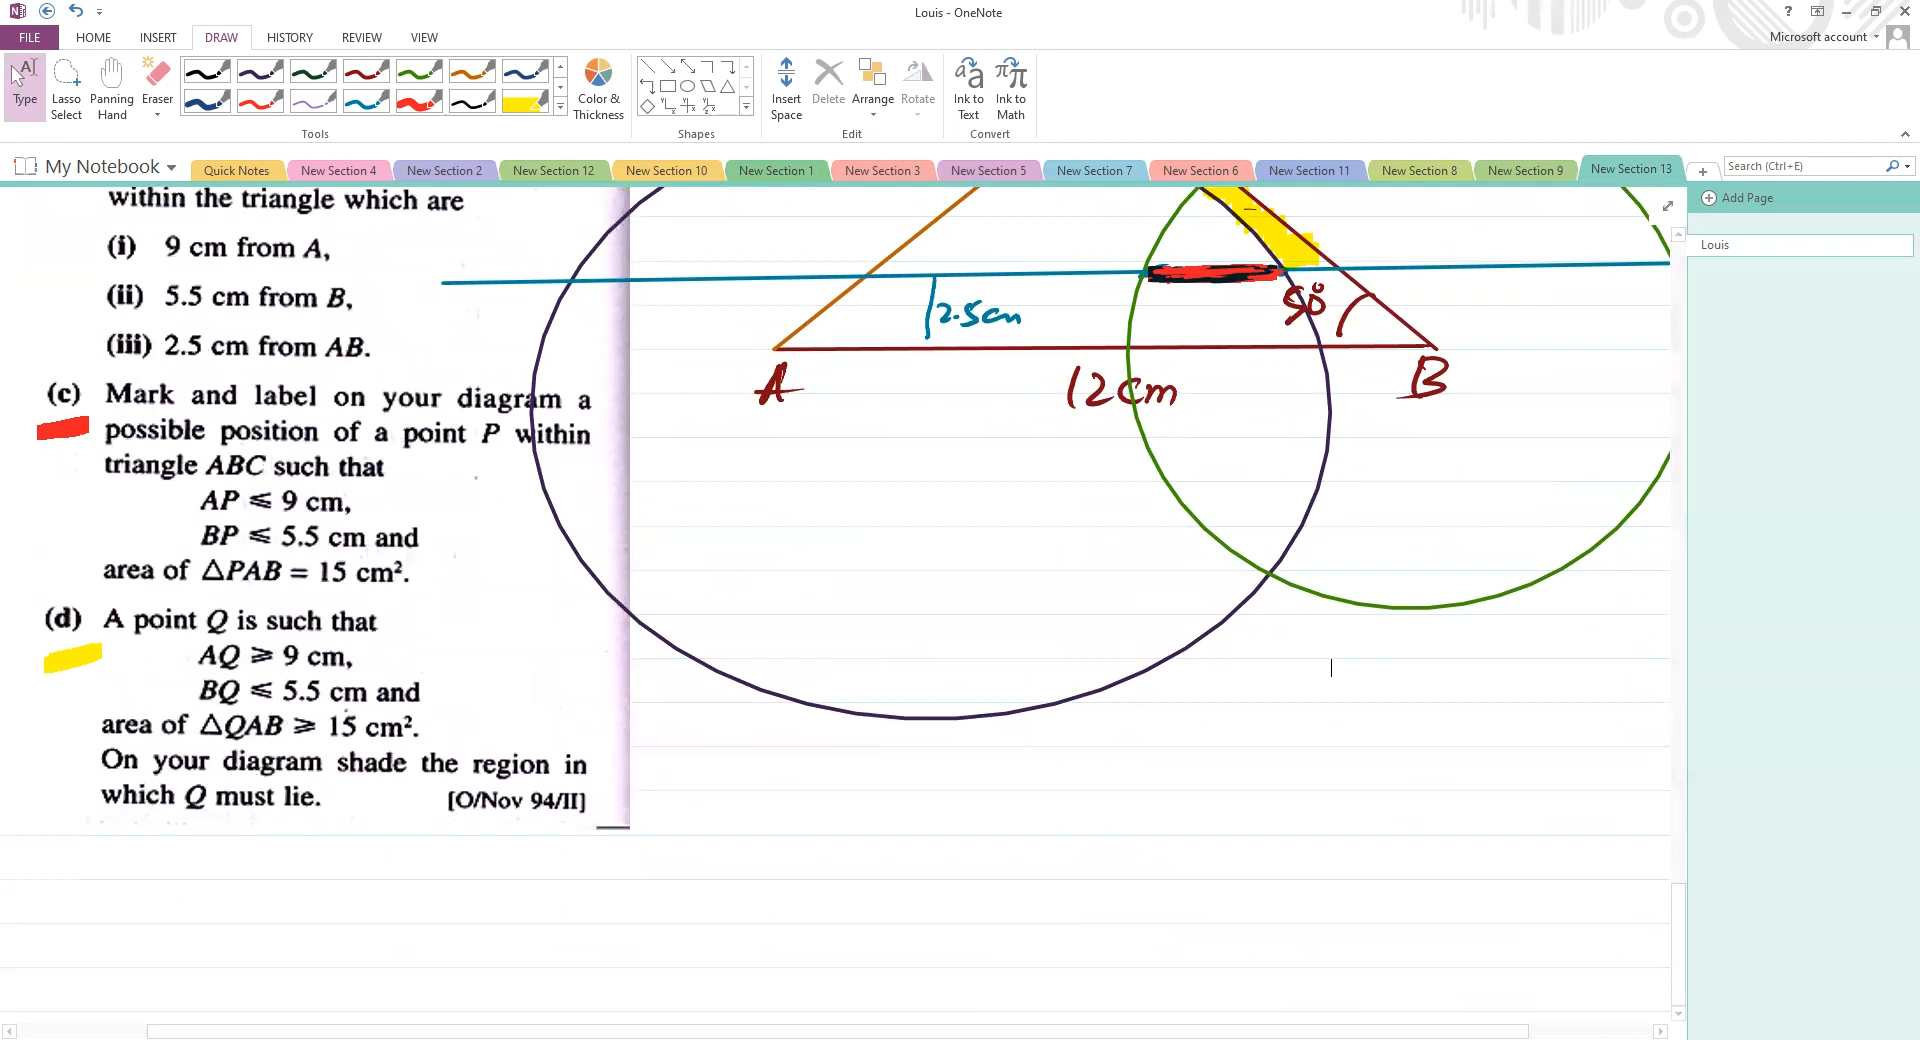 Louis - OneNote
FILE HOME INSERT DRAW HISTORY REVIEW VIEW
Microsoft account
Type
Lasso Select
Panning Hand
Eraser
Color & Thickness
Insert Space
Delete
Arrange
Rotate
Ink to Text
Ink to Math
Tools
Shapes
Edit
Convert
My Notebook
Quick Notes
New Section 4
New Section 2
New Section 12
New Section 10
New Section 1
New Section 3
New Section 5
New Section 7
New Section 6
New Section 11
New Section 8
New Section 9
New Section 13
Search (Ctrl+E)
Add Page
Louis
within the triangle which are
(i) 9 cm from A,
(ii) 5.5 cm from B,
(iii) 2.5 cm from AB.
(c) Mark and label on your diagram a
possible position of a point P within
triangle ABC such that
AP ⩽ 9 cm,
BP ⩽ 5.5 cm and
area of △PAB = 15 cm².
(d) A point Q is such that
AQ ⩾ 9 cm,
BQ ⩽ 5.5 cm and
area of △QAB ⩾ 15 cm².
On your diagram shade the region in
which Q must lie. [O/Nov 94/II]
2.5cm
50°
A
12cm
B